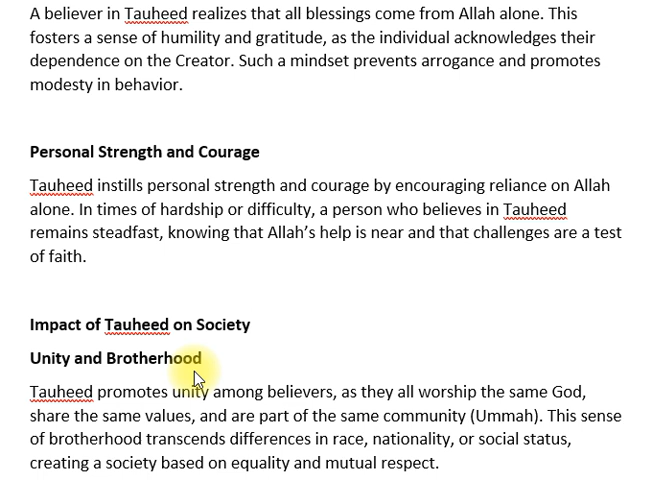 A believer in Tauheed realizes that all blessings come from Allah alone. This
fosters a sense of humility and gratitude, as the individual acknowledges their
dependence on the Creator. Such a mindset prevents arrogance and promotes
modesty in behavior.
Personal Strength and Courage
Tauheed instills personal strength and courage by encouraging reliance on Allah
alone. In times of hardship or difficulty, a person who believes in Tauheed
remains steadfast, knowing that Allah’s help is near and that challenges are a test
of faith.
Impact of Tauheed on Society
Unity and Brotherhood
Tauheed promotes unity among believers, as they all worship the same God,
share the same values, and are part of the same community (Ummah). This sense
of brotherhood transcends differences in race, nationality, or social status,
creating a society based on equality and mutual respect.